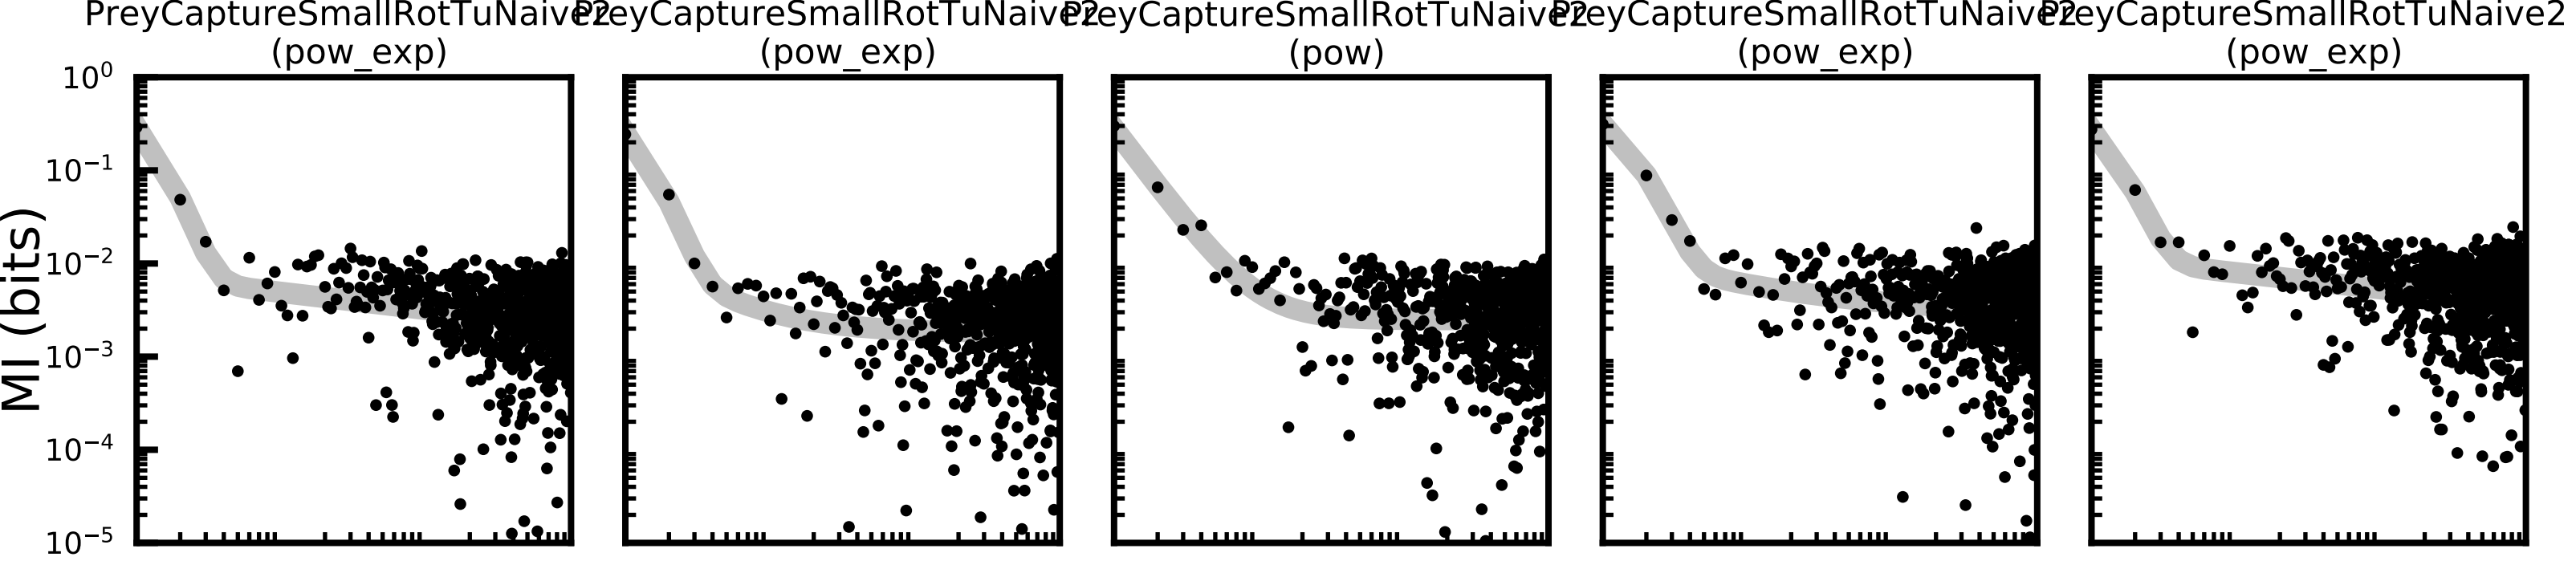 PreyCaptureSmallRotTuNaive2 PreyCaptureSmallRotTuNaive2 PreyCaptureSmallRotTuNaive2 PreyCaptureSmallRotTuNaive2 PreyCaptureSmallRotTuNaive2
(pow_exp) (pow_exp) (pow) (pow_exp) (pow_exp)
10⁰
10⁻¹
10⁻²
10⁻³
10⁻⁴
10⁻⁵
MI (bits)